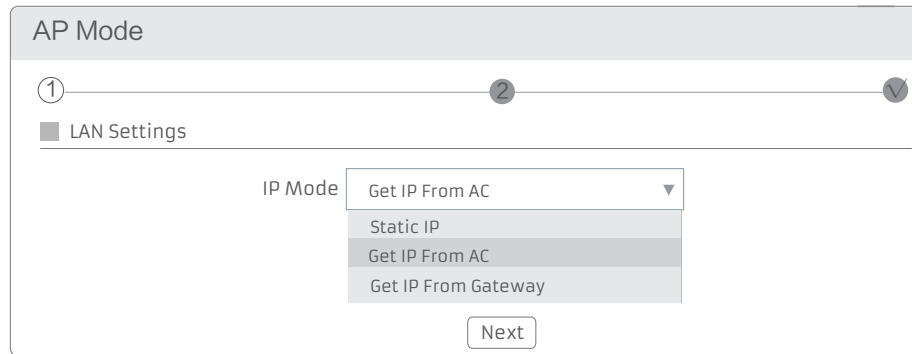 AP Mode
1 2 √
LAN Settings
IP Mode Get IP From AC ▼
Static IP
Get IP From AC
Get IP From Gateway
Next